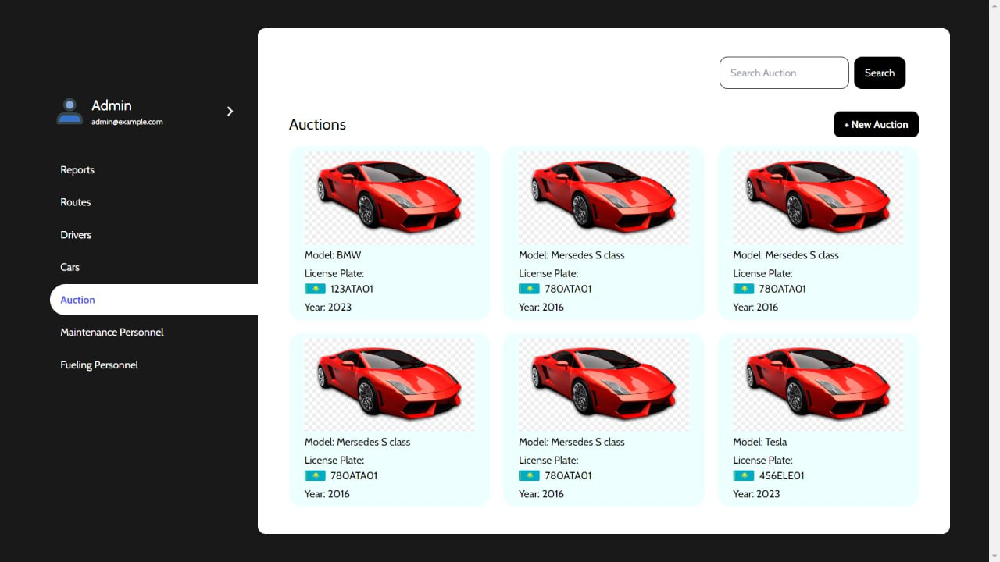 Search Auction
Search
Admin
admin@example.com
Auctions
+ New Auction
Reports
Routes
Drivers
Cars
Auction
Maintenance Personnel
Fueling Personnel
Model: BMW
License Plate:
123ATA01
Year: 2023
Model: Mersedes S class
License Plate:
780ATA01
Year: 2016
Model: Mersedes S class
License Plate:
780ATA01
Year: 2016
Model: Mersedes S class
License Plate:
780ATA01
Year: 2016
Model: Mersedes S class
License Plate:
780ATA01
Year: 2016
Model: Tesla
License Plate:
456ELE01
Year: 2023